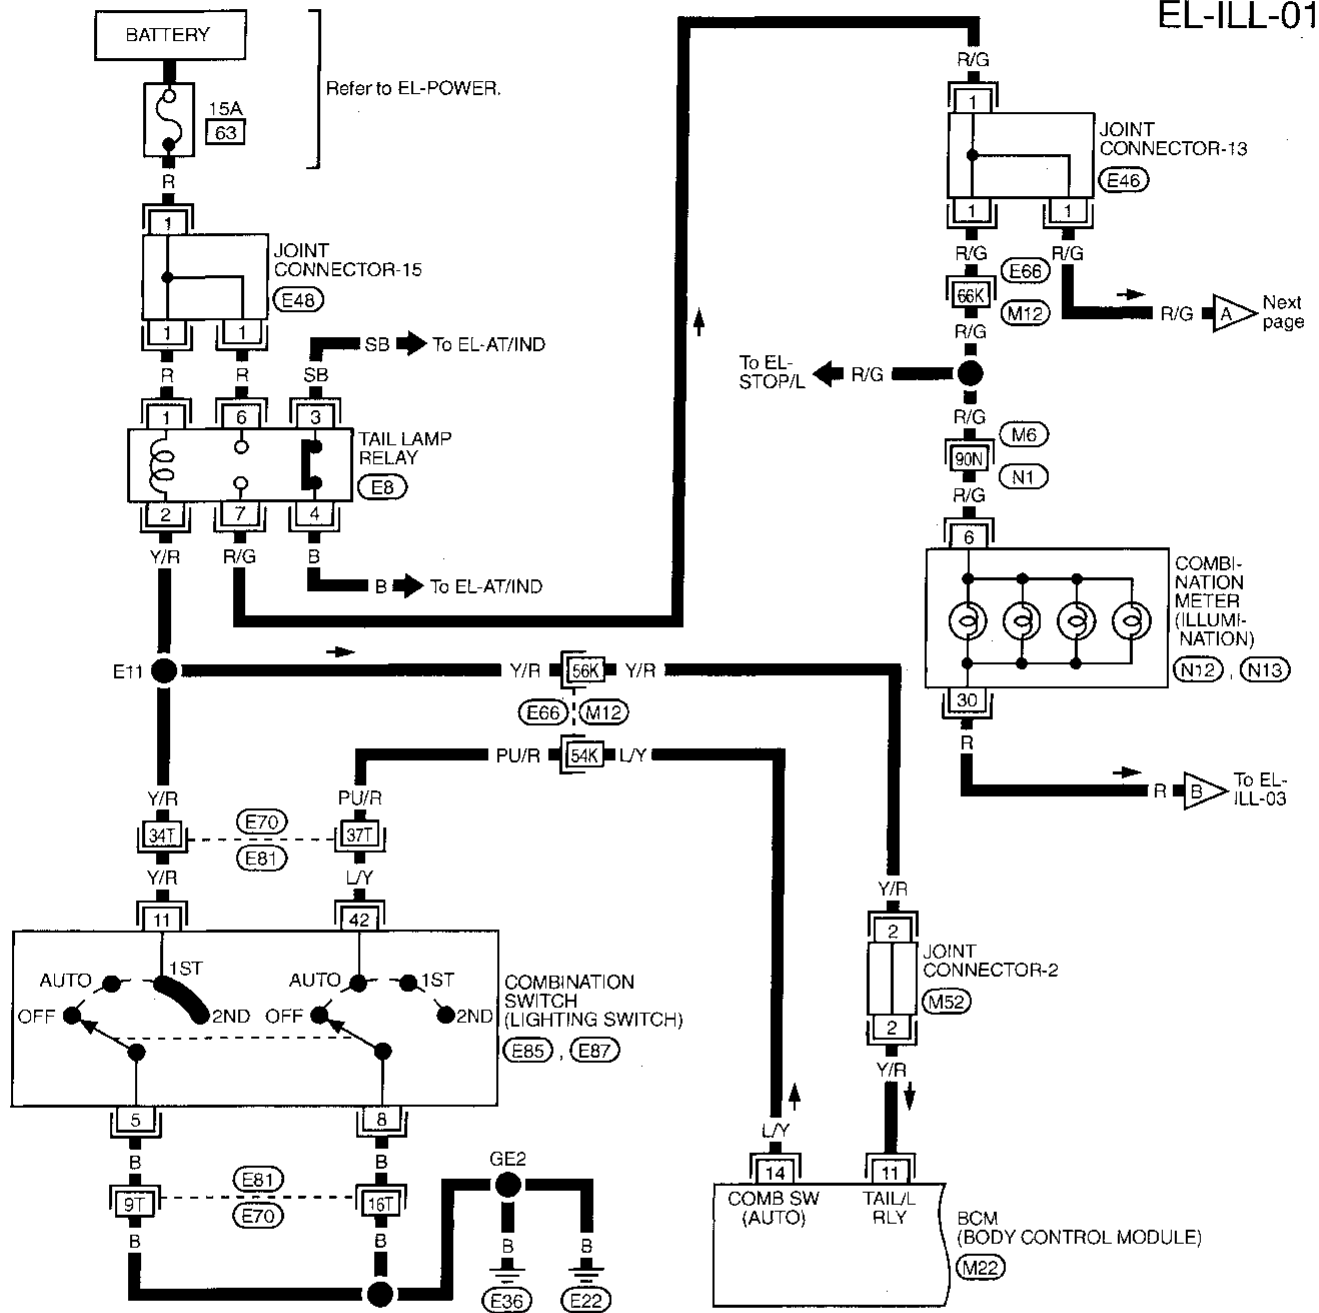 EL-ILL-01
BATTERY
15A
63
Refer to EL-POWER.
R
1
JOINT
CONNECTOR-15
E48
1 1
R R
SB To EL-AT/IND
SB
1 6 3
TAIL LAMP
RELAY
E8
2 7 4
Y/R R/G B
B To EL-AT/IND
R/G
1
JOINT
CONNECTOR-13
E46
1 1
R/G R/G
E66
66K
M12
R/G A Next
page
R/G
To EL-
STOP/L
R/G
R/G
M6
90N
N1
R/G
6
COMBI-
NATION
METER
(ILLUMI-
NATION)
N12 , N13
30
R
R B To EL-
ILL-03
E11
Y/R 56K Y/R
E66 M12
PU/R 54K L/Y
Y/R PU/R
34T E70 37T
E81
Y/R L/Y
11 42
AUTO 1ST AUTO 1ST
OFF 2ND OFF 2ND
COMBINATION
SWITCH
(LIGHTING SWITCH)
E85 , E87
5 8
B B
E81
9T 16T
E70
B B
GE2
B B
E36 E22
Y/R
2
JOINT
CONNECTOR-2
M52
2
Y/R
L/Y
14 11
COMB SW
(AUTO)
TAIL/L
RLY
BCM
(BODY CONTROL MODULE)
M22